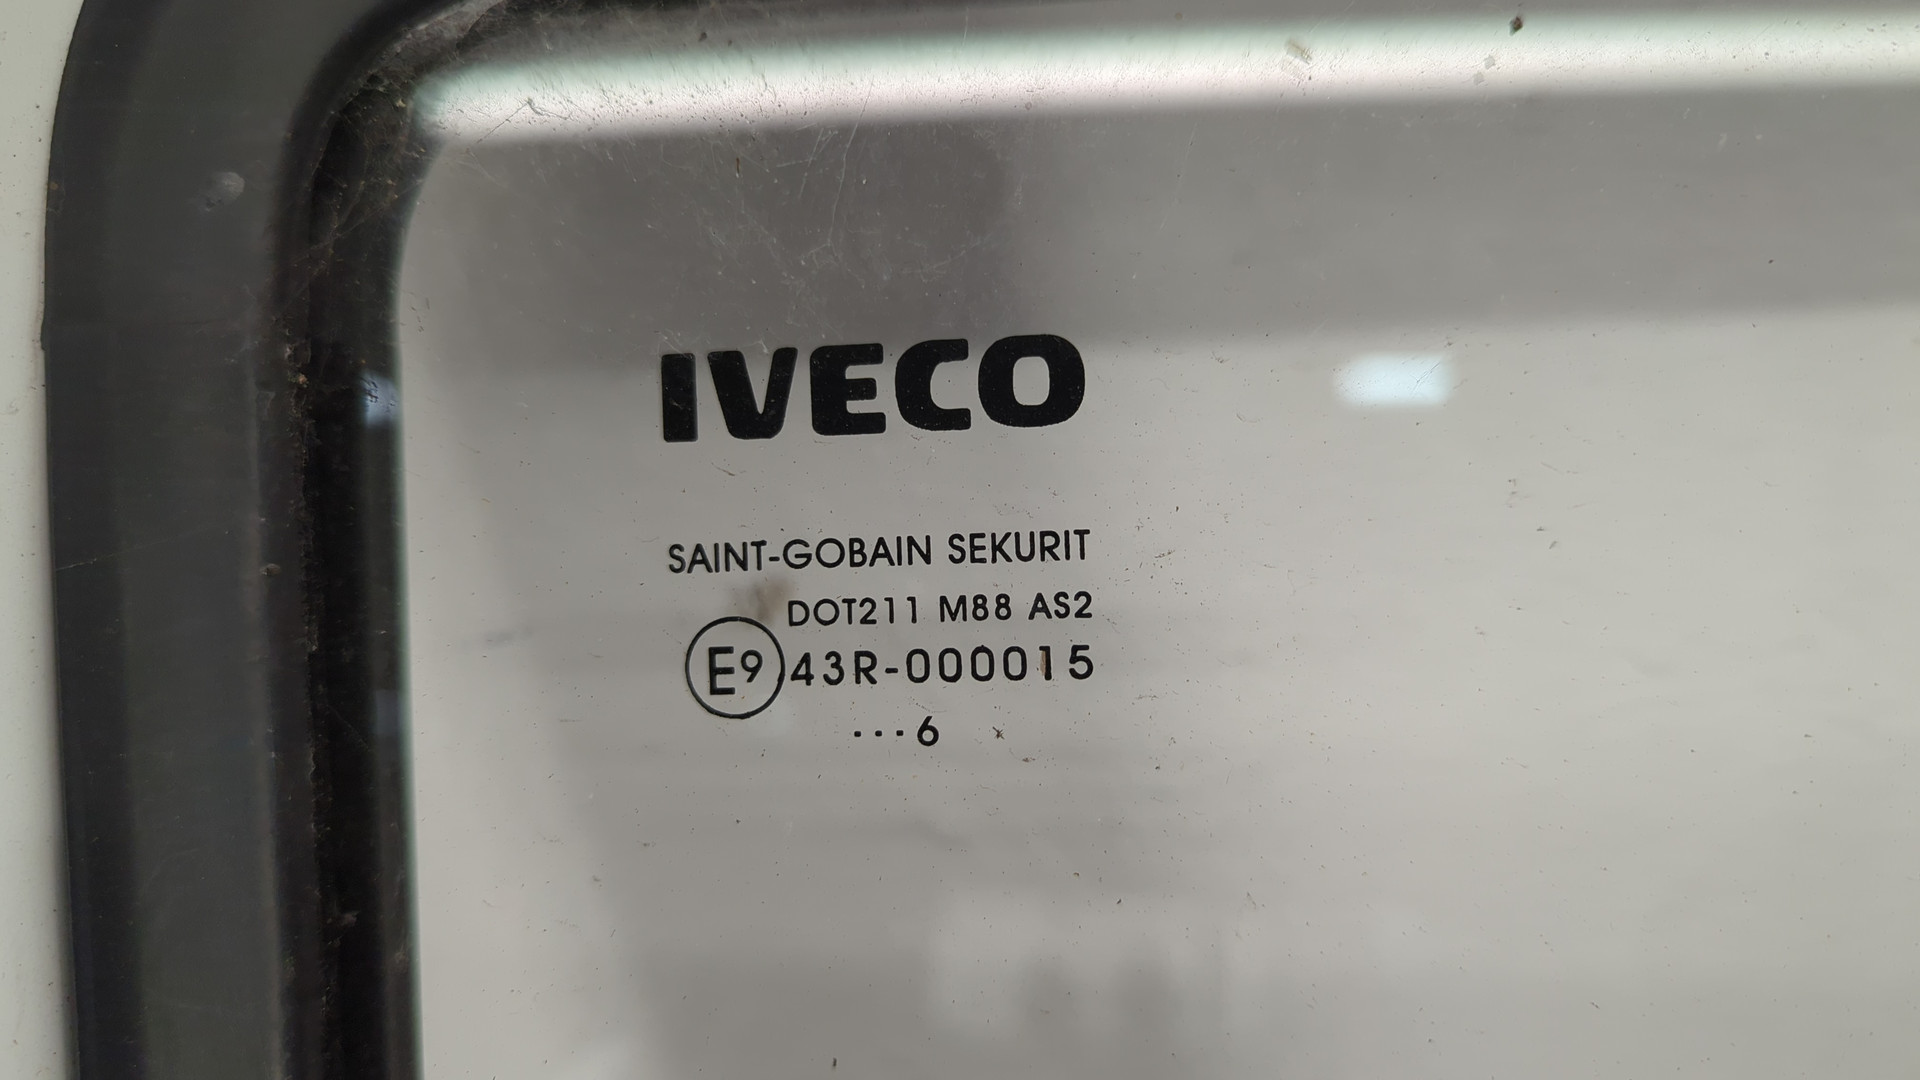 IVECO
SAINT-GOBAIN SEKURIT
DOT211 M88 AS2
E9 43R-000015
···6